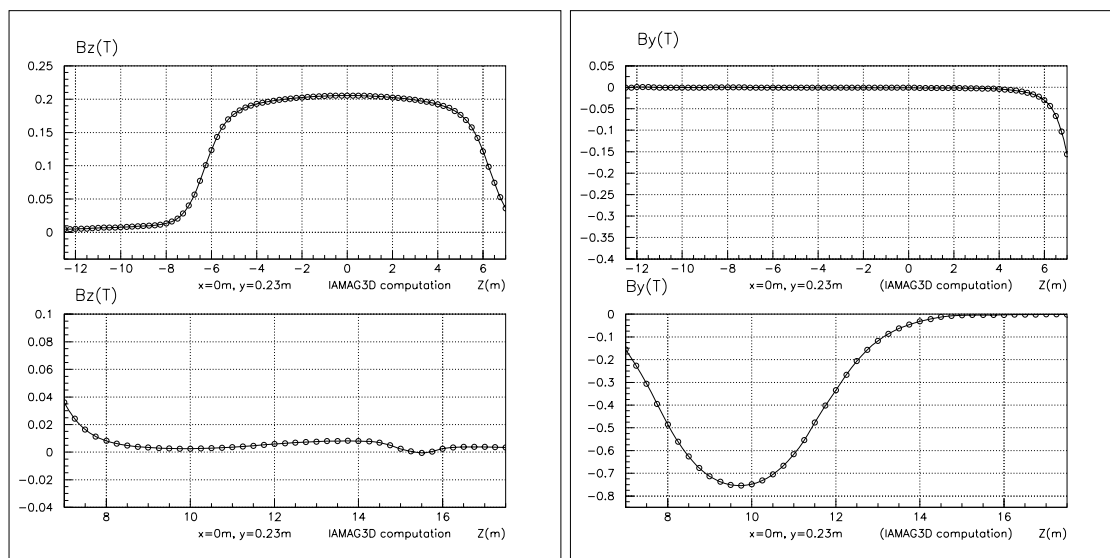 Bz(T)
0.25
0.2
0.15
0.1
0.05
0
−12 −10 −8 −6 −4 −2 0 2 4 6
x=0m, y=0.23m IAMAG3D computation Z(m)
Bz(T)
0.1
0.08
0.06
0.04
0.02
0
−0.02
−0.04
8 10 12 14 16
x=0m, y=0.23m IAMAG3D computation Z(m)
By(T)
0.05
0
−0.05
−0.1
−0.15
−0.2
−0.25
−0.3
−0.35
−0.4
−12 −10 −8 −6 −4 −2 0 2 4 6
x=0m, y=0.23m (IAMAG3D computation) Z(m)
By(T)
0
−0.1
−0.2
−0.3
−0.4
−0.5
−0.6
−0.7
−0.8
8 10 12 14 16
x=0m, y=0.23m (IAMAG3D computation) Z(m)